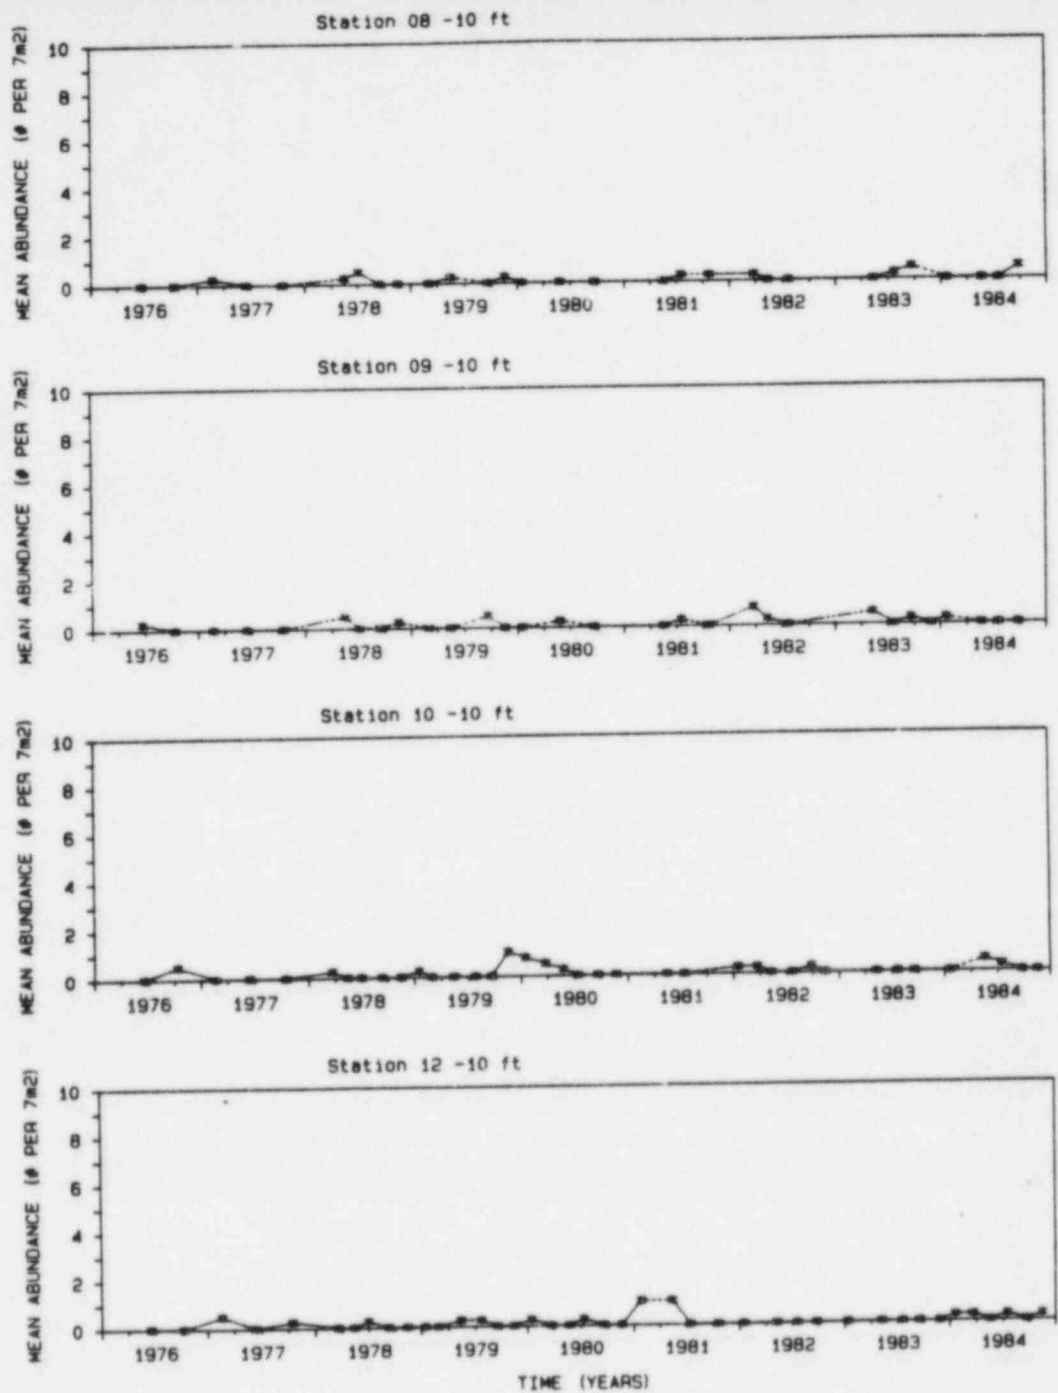 Station 08 -10 ft
MEAN ABUNDANCE (# PER 7m2)
10
8
6
4
2
0
1976 1977 1978 1979 1980 1981 1982 1983 1984
Station 09 -10 ft
MEAN ABUNDANCE (# PER 7m2)
10
8
6
4
2
0
1976 1977 1978 1979 1980 1981 1982 1983 1984
Station 10 -10 ft
MEAN ABUNDANCE (# PER 7m2)
10
8
6
4
2
0
1976 1977 1978 1979 1980 1981 1982 1983 1984
Station 12 -10 ft
MEAN ABUNDANCE (# PER 7m2)
10
8
6
4
2
0
1976 1977 1978 1979 1980 1981 1982 1983 1984
TIME (YEARS)